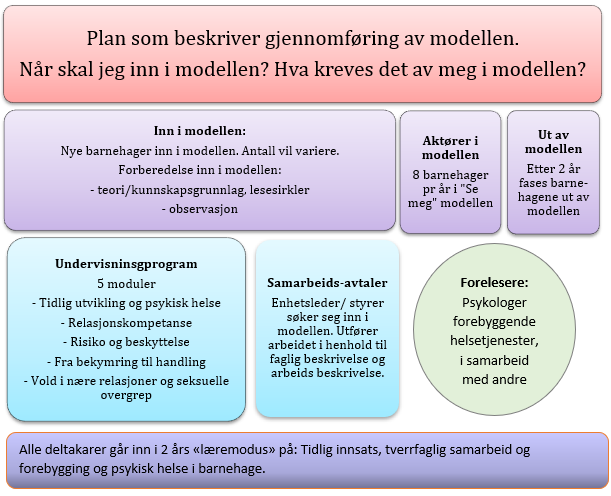 Plan som beskriver gjennomføring av modellen.
Når skal jeg inn i modellen? Hva kreves det av meg i modellen?
Inn i modellen:
Nye barnehager inn i modellen. Antall vil variere.
Forberedelse inn i modellen:
- teori/kunnskapsgrunnlag, lesesirkler
- observasjon
Aktører i
modellen
8 barnehager
pr år i "Se
meg" modellen
Ut av
modellen
Etter 2 år
fases barne-
hagene ut av
modellen
Undervisninsgprogram
5 moduler
- Tidlig utvikling og psykisk helse
- Relasjonskompetanse
- Risiko og beskyttelse
- Fra bekymring til handling
- Vold i nære relasjoner og seksuelle
overgrep
Samarbeids-avtaler
Enhetsleder/ styrer
søker seg inn i
modellen. Utfører
arbeidet i henhold til
faglig beskrivelse og
arbeids beskrivelse.
Forelesere:
Psykologer
forebyggende
helsetjenester,
i samarbeid
med andre
Alle deltakarer går inn i 2 års «læremodus» på: Tidlig innsats, tverrfaglig samarbeid og
forebygging og psykisk helse i barnehage.